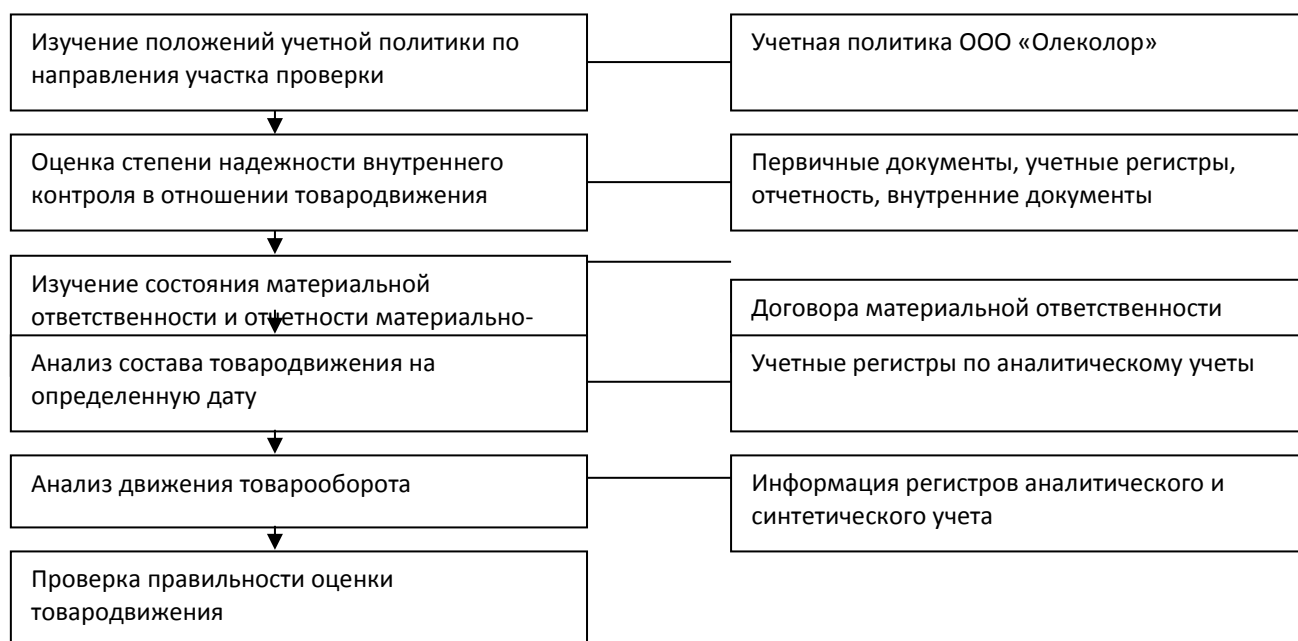 Изучение положений учетной политики по
направления участка проверки
Учетная политика ООО «Олеколор»
Оценка степени надежности внутреннего
контроля в отношении товародвижения
Первичные документы, учетные регистры,
отчетность, внутренние документы
Изучение состояния материальной
ответственности и отчетности материально-
Договора материальной ответственности
Анализ состава товародвижения на
определенную дату
Учетные регистры по аналитическому учеты
Анализ движения товарооборота
Информация регистров аналитического и
синтетического учета
Проверка правильности оценки
товародвижения